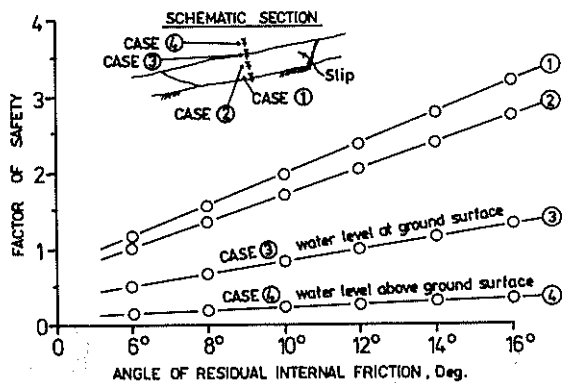 SCHEMATIC SECTION
CASE ④
CASE ③
Slip
CASE ①
CASE ②
FACTOR OF SAFETY
4
3
2
1
0
①
②
③
④
CASE ③ water level at ground surface
CASE ④ water level above ground surface
0 6° 8° 10° 12° 14° 16°
ANGLE OF RESIDUAL INTERNAL FRICTION, Deg.